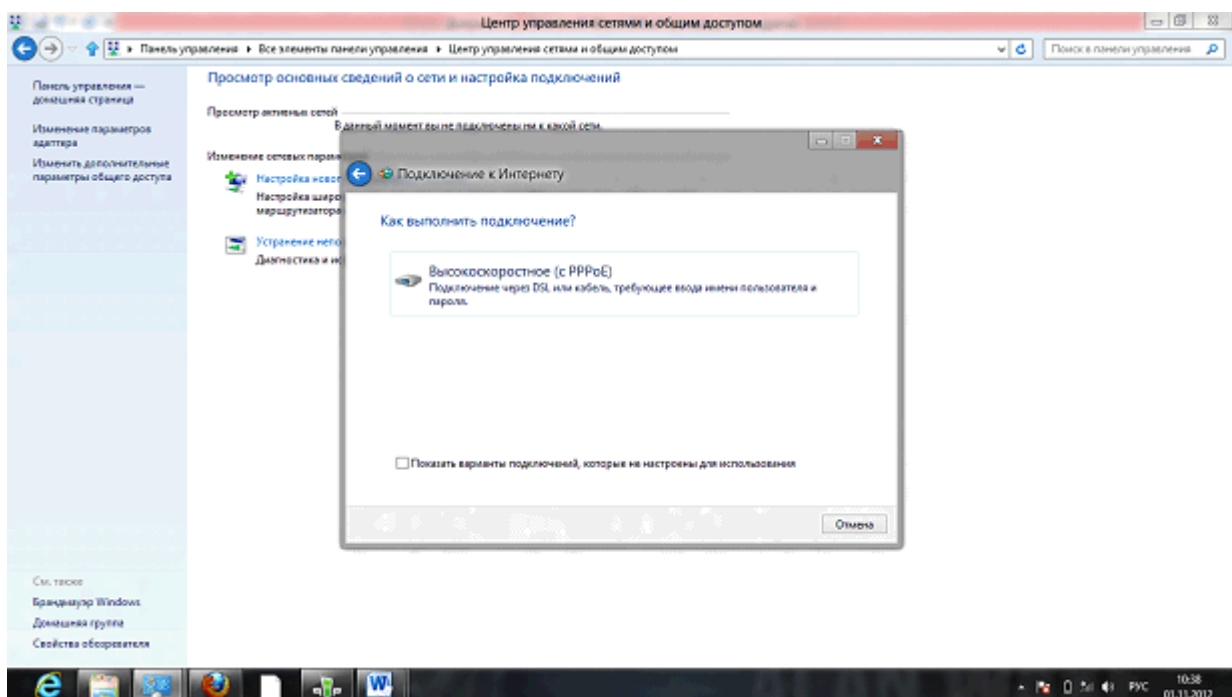 Центр управления сетями и общим доступом
Панель управления
Все элементы панели управления
Центр управления сетями и общим доступом
Поиск в панели управления
Панель управления —
домашняя страница
Изменение параметров
адаптера
Изменить дополнительные
параметры общего доступа
Просмотр основных сведений о сети и настройка подключений
Просмотр активных сетей
В данный момент вы не подключены ни к какой сети.
Изменение сетевых парам
Настройка новог
Настройка широ
маршрутизатора
Устранение непо
Диагностика и ис
Подключение к Интернету
Как выполнить подключение?
Высокоскоростное (с PPPoE)
Подключение через DSL или кабель, требующее ввода имени пользователя и
пароля.
Показать варианты подключений, которые не настроены для использования
Отмена
См. также
Брандмауэр Windows
Домашняя группа
Свойства обозревателя
W
РУС
10:38
01.11.2012